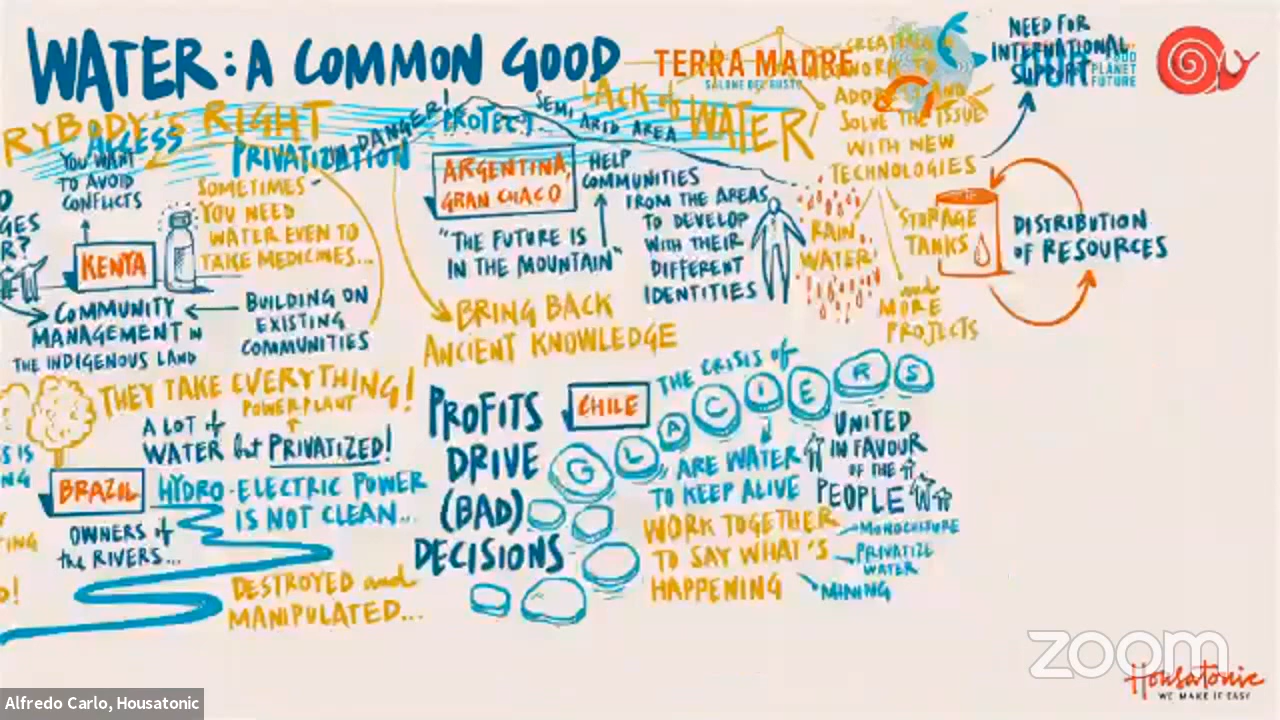 WATER: A COMMON GOOD
TERRA MADRE
SALONE DEL GUSTO
NEED FOR
INTERNATIONAL
SUPPORT
FOOD
PLANET
FUTURE
RYBODY'S RIGHT
ACCESS
PRIVATIZATION
IN DANGER!
PROTECT
SEMI ARID AREA
LACK of WATER!
CREATING A
NETWORK TO
ADDRESS AND
SOLVE THE ISSUE
WITH NEW
TECHNOLOGIES
YOU WANT
TO AVOID
CONFLICTS
KENYA
SOMETIMES
YOU NEED
WATER EVEN TO
TAKE MEDICINES...
COMMUNITY
MANAGEMENT IN
THE INDIGENOUS LAND
BUILDING ON
EXISTING
COMMUNITIES
ARGENTINA,
GRAN CHACO
"THE FUTURE IS
IN THE MOUNTAIN"
HELP
COMMUNITIES
FROM THE AREAS
TO DEVELOP
WITH THEIR
DIFFERENT
IDENTITIES
BRING BACK
ANCIENT KNOWLEDGE
RAIN
WATER
STORAGE
TANKS
and
MORE
PROJECTS
DISTRIBUTION
OF RESOURCES
THEY TAKE EVERYTHING!
POWERPLANT
A LOT of
WATER but PRIVATIZED!
BRAZIL
HYDRO-ELECTRIC POWER
IS NOT CLEAN...
OWNERS of
the RIVERS...
DESTROYED and
MANIPULATED...
PROFITS
DRIVE
(BAD)
DECISIONS
CHILE
THE CRISIS of
GLACIERS
ARE WATER
TO KEEP ALIVE
UNITED
IN FAVOUR
OF THE
PEOPLE
WORK TOGETHER
TO SAY WHAT'S
HAPPENING
MONOCULTURE
PRIVATIZE
WATER
MINING
zoom
Housatonic
WE MAKE IT EASY
Alfredo Carlo, Housatonic